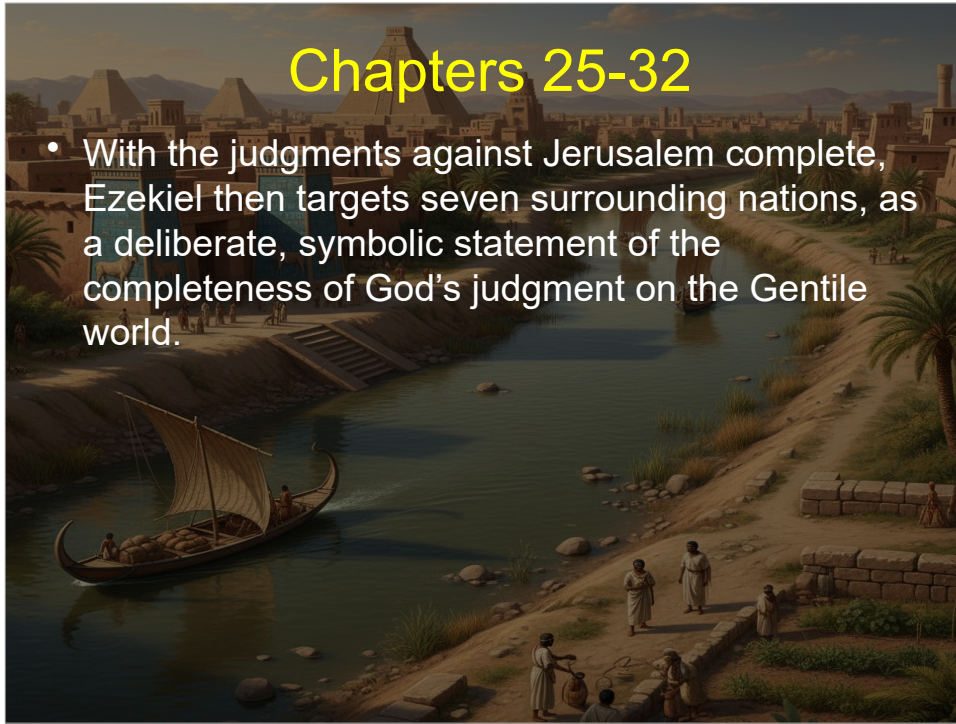 Chapters 25-32
• With the judgments against Jerusalem complete,
Ezekiel then targets seven surrounding nations, as
a deliberate, symbolic statement of the
completeness of God’s judgment on the Gentile
world.